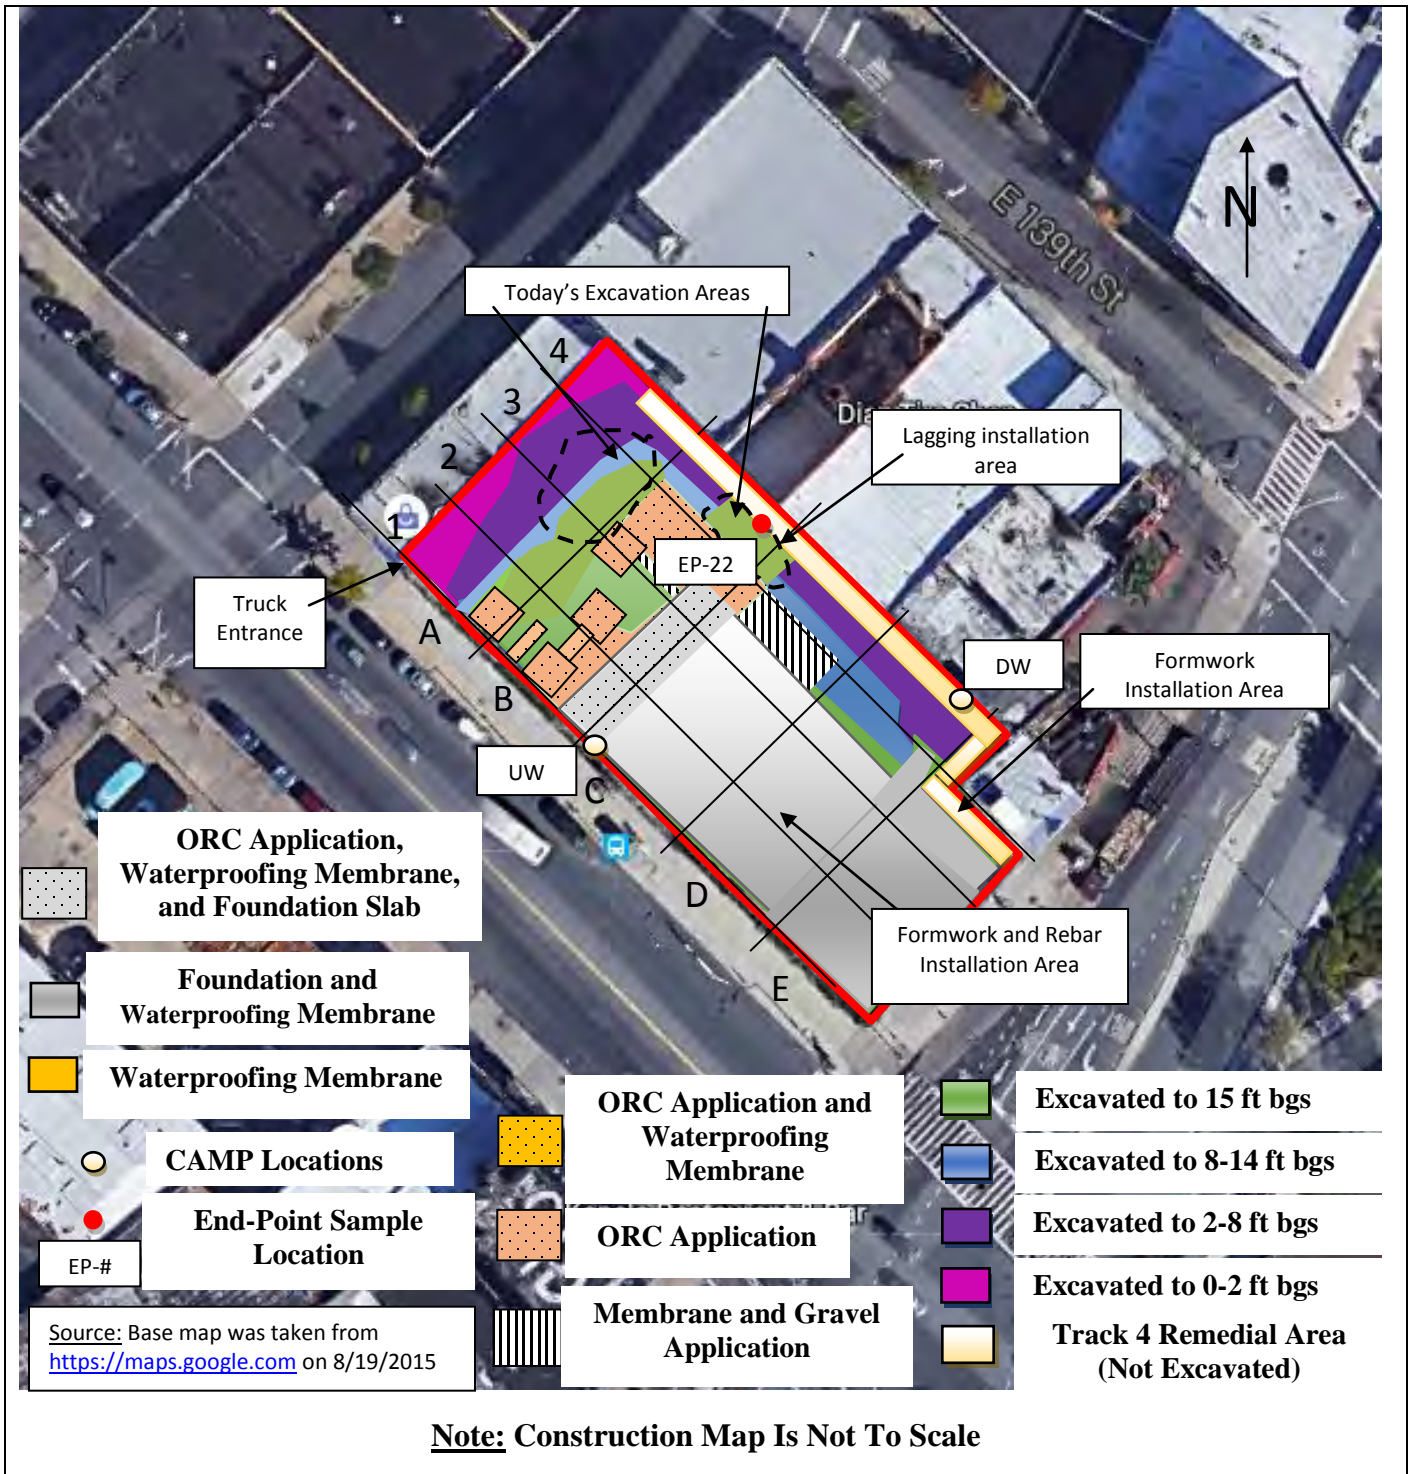 E 139th St
N
Today's Excavation Areas
4
3
2
1
Lagging installation
area
EP-22
Truck
Entrance
A
B
C
D
E
DW
Formwork
Installation Area
UW
Formwork and Rebar
Installation Area
ORC Application,
Waterproofing Membrane,
and Foundation Slab
Foundation and
Waterproofing Membrane
Waterproofing Membrane
CAMP Locations
End-Point Sample
Location
EP-#
Source: Base map was taken from
https://maps.google.com on 8/19/2015
ORC Application and
Waterproofing
Membrane
ORC Application
Membrane and Gravel
Application
Excavated to 15 ft bgs
Excavated to 8-14 ft bgs
Excavated to 2-8 ft bgs
Excavated to 0-2 ft bgs
Track 4 Remedial Area
(Not Excavated)
Note: Construction Map Is Not To Scale